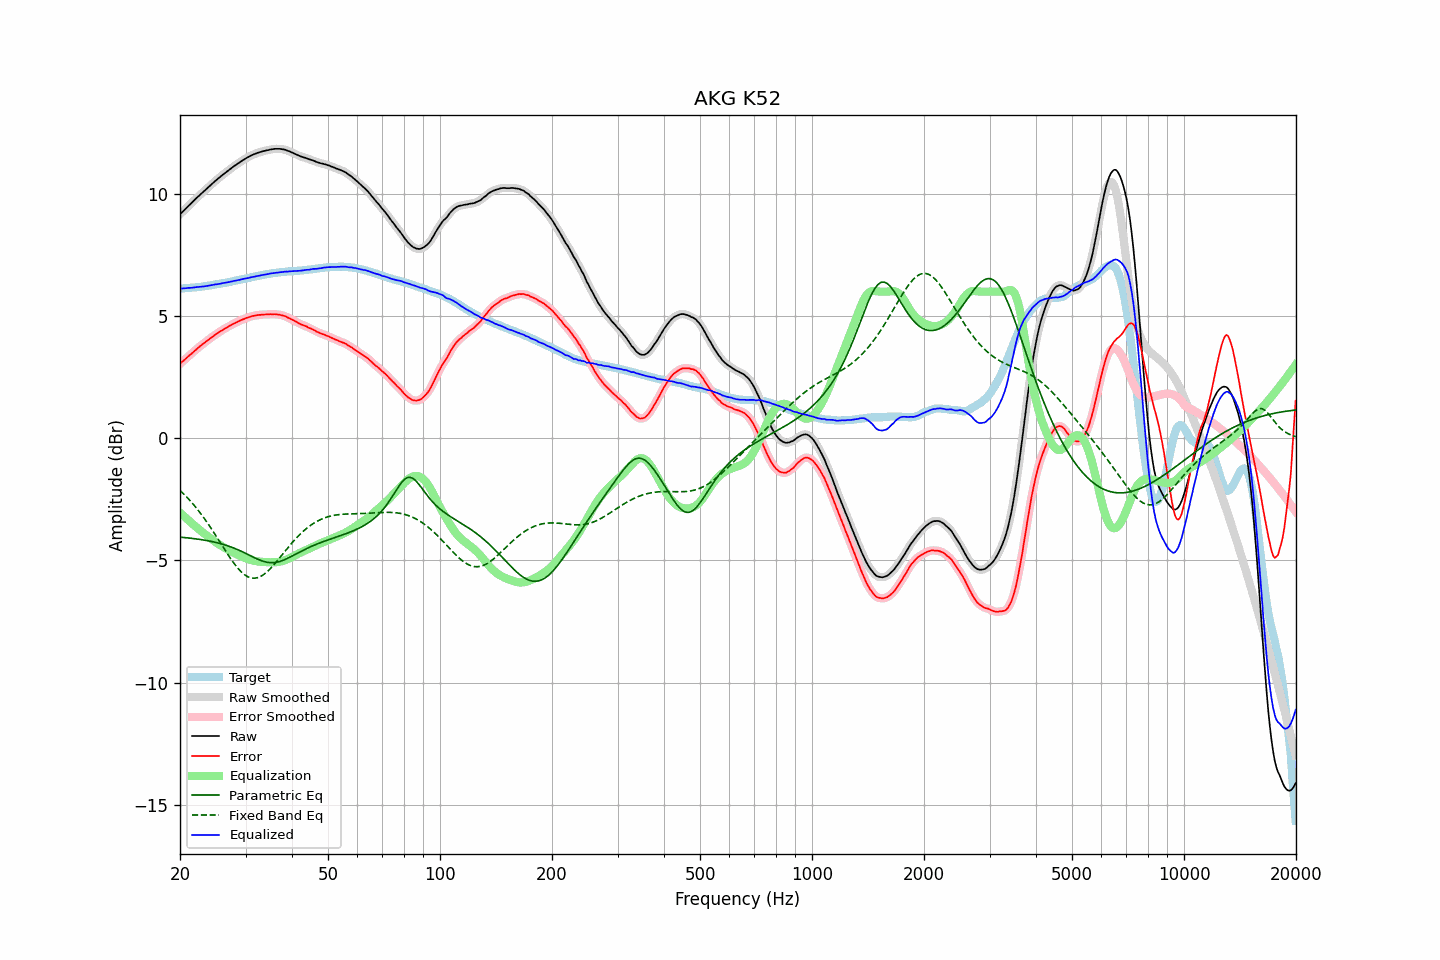 AKG K52
Amplitude (dBr)
10
5
0
−5
−10
−15
Target
Raw Smoothed
Error Smoothed
Raw
Error
Equalization
Parametric Eq
Fixed Band Eq
Equalized
20 50 100 200 500 1000 2000 5000 10000 20000
Frequency (Hz)